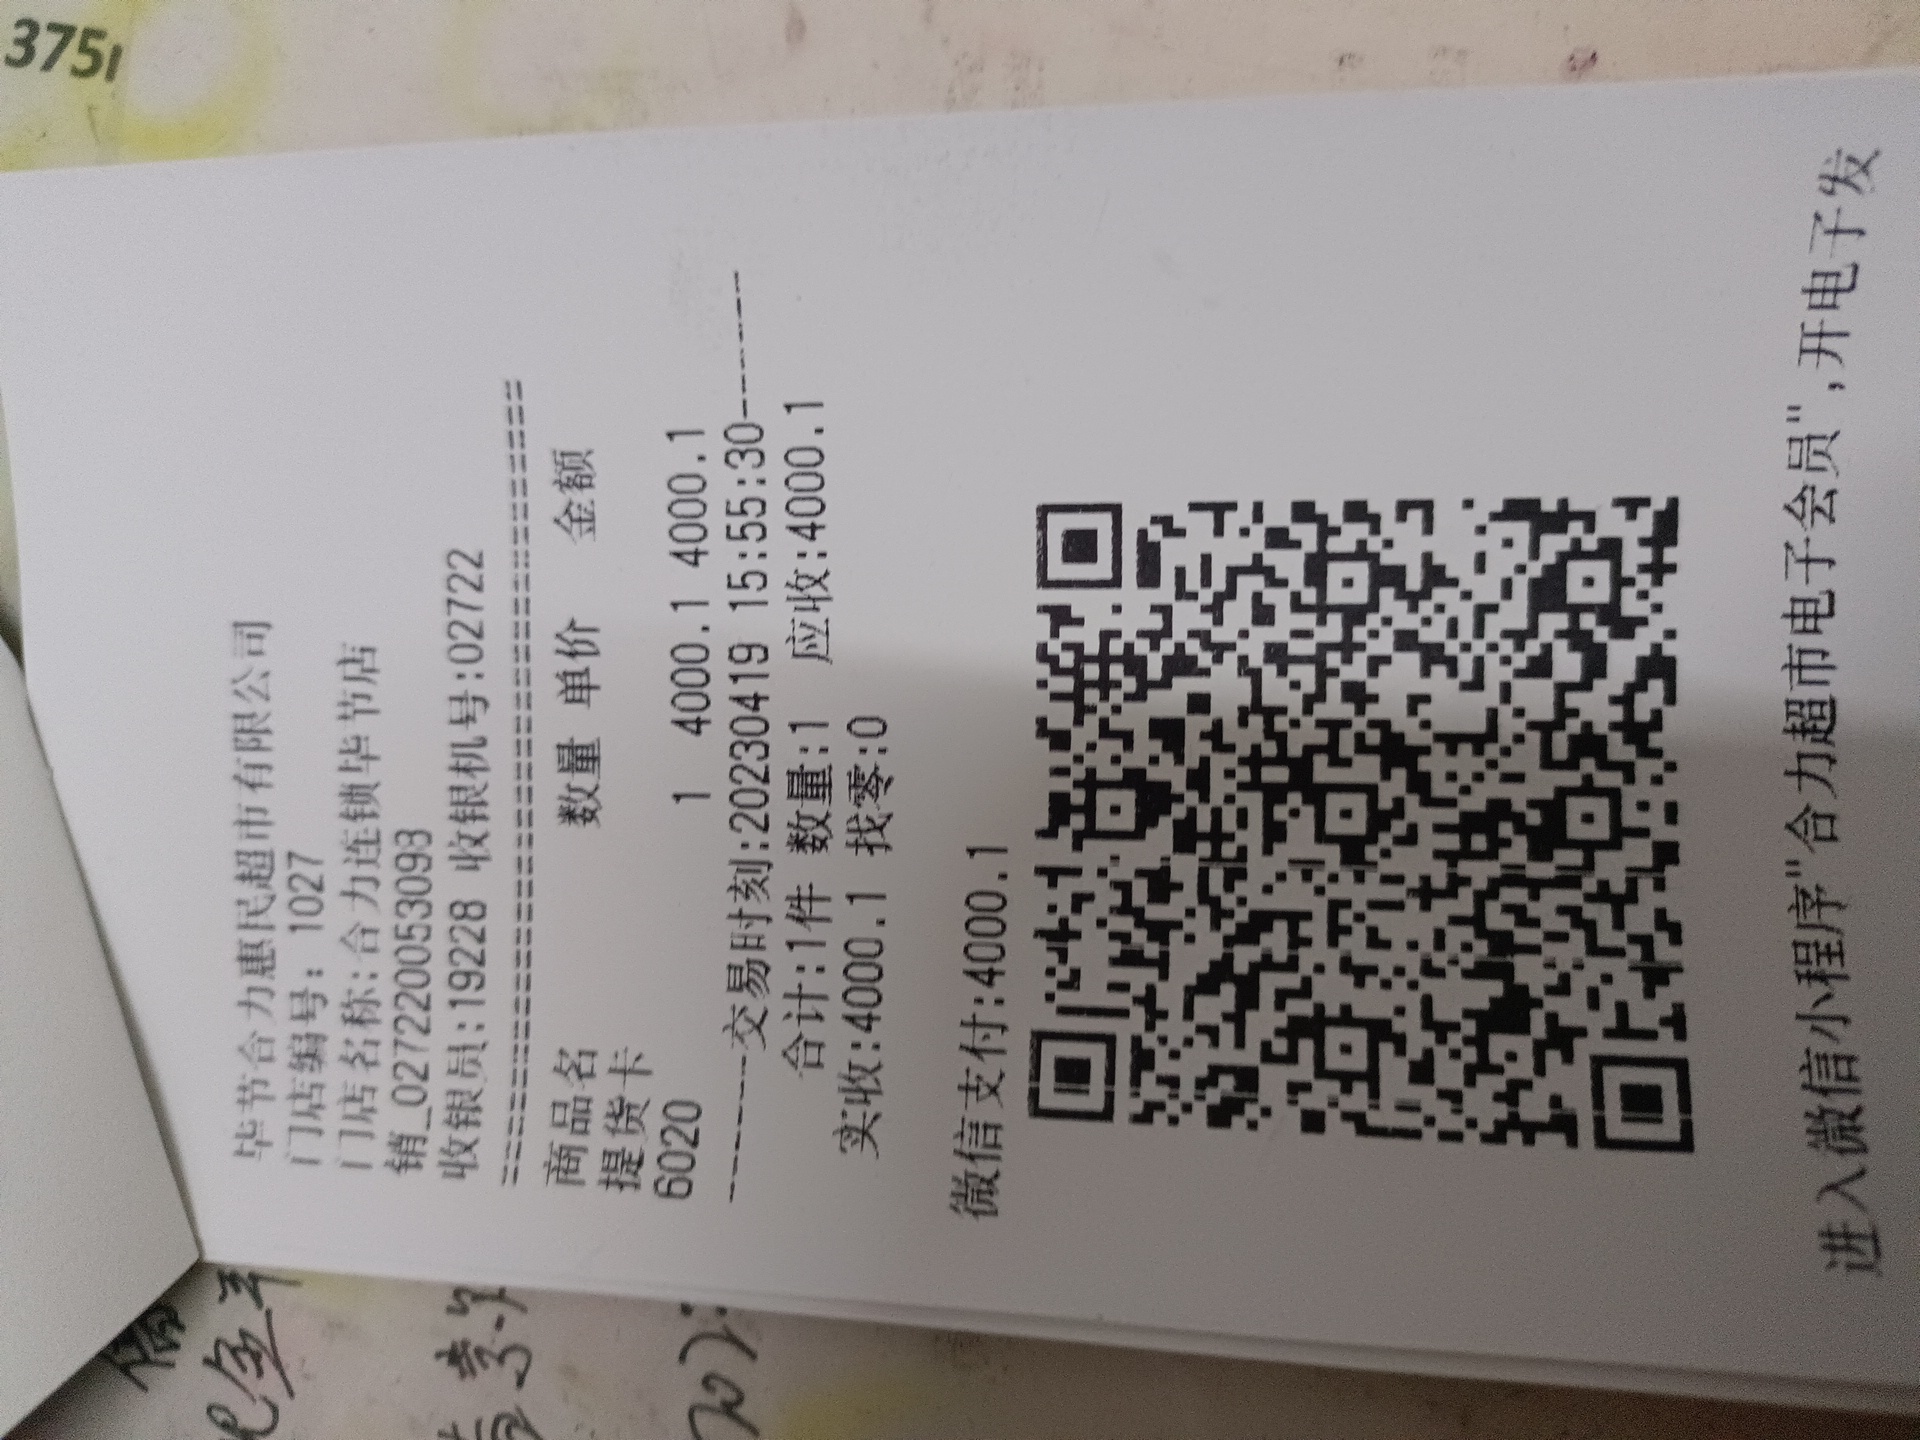 毕节合力惠民超市有限公司
门店编号: 1027
门店名称:合力连锁毕节店
销_0272200530993
收银员:19228 收银机号:02722
==========================================
商品名 数量 单价 金额
提货卡
6020 1 4000.1 4000.1
--------交易时刻:20230419 15:55:30--------
合计:1件 数量:1 应收:4000.1
实收:4000.1 找零:0
微信支付:4000.1
进入微信小程序"合力超市电子会员",开电子发
375